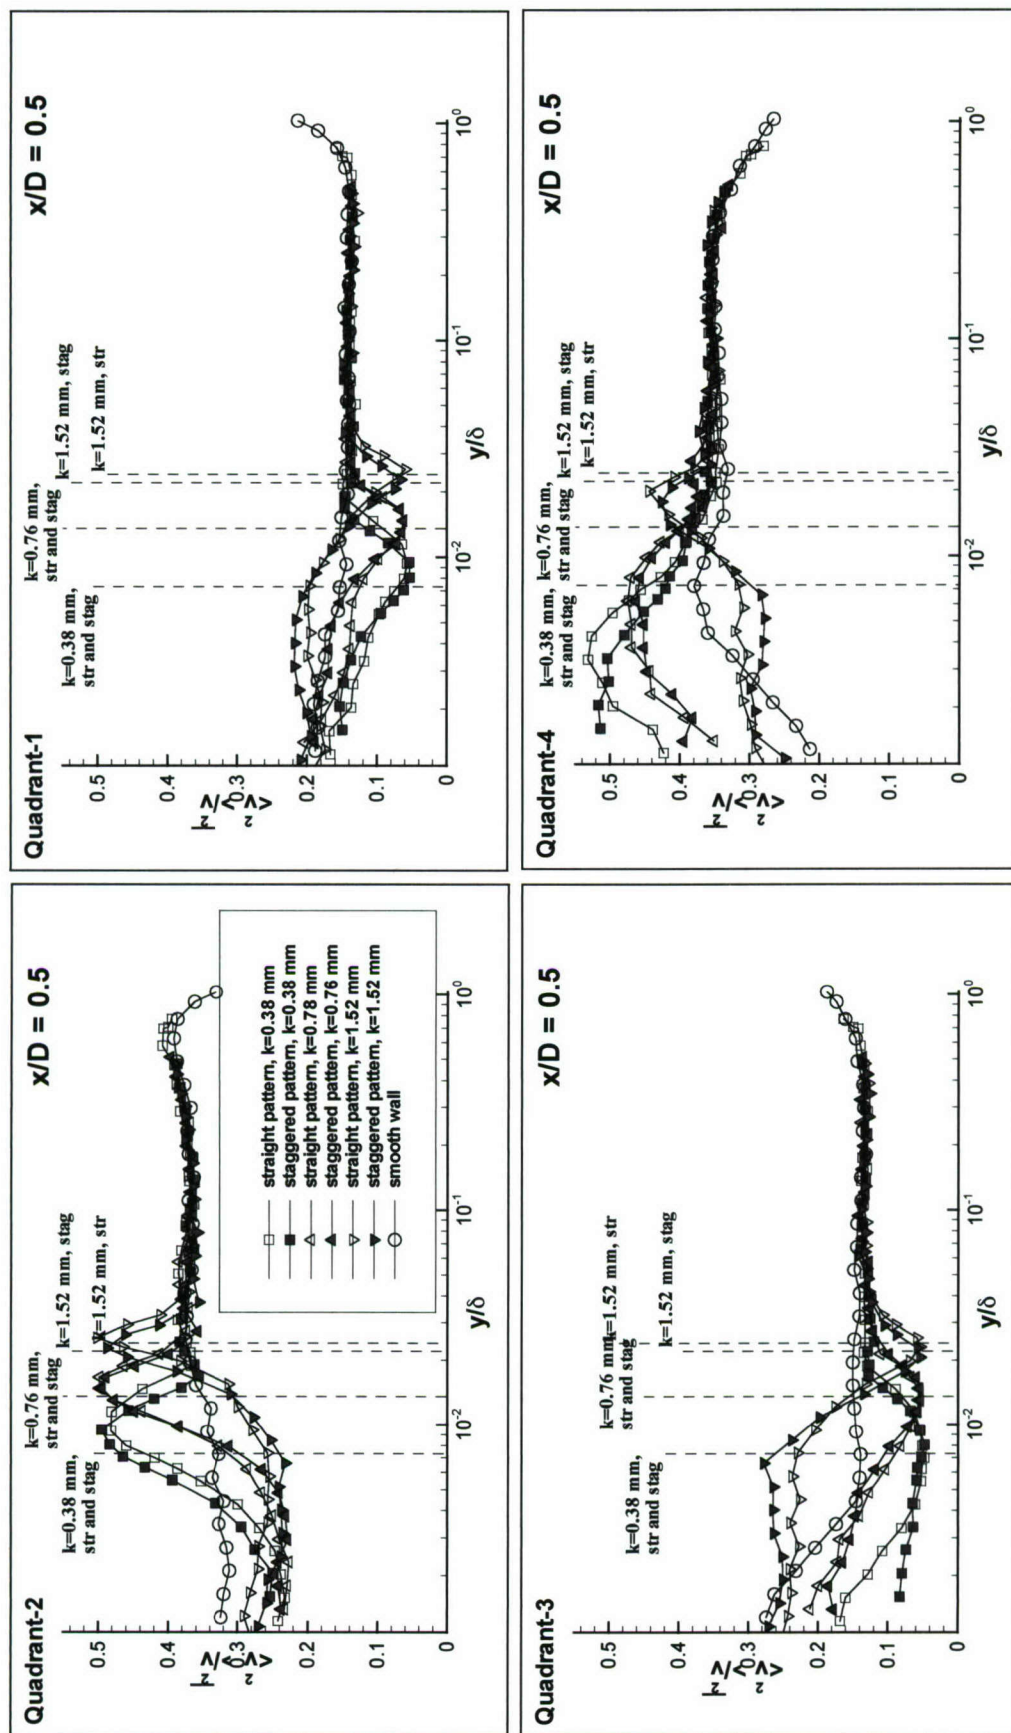 Quadrant-2
x/D = 0.5
k=0.38 mm,
str and stag
k=0.76 mm,
str and stag
k=1.52 mm, stag
k=1.52 mm, str
0.5
0.4
0.3
0.2
0.1
0
<v²>/v²
10⁻²
10⁻¹
10⁰
y/δ
straight pattern, k=0.38 mm
staggered pattern, k=0.38 mm
straight pattern, k=0.78 mm
staggered pattern, k=0.76 mm
straight pattern, k=1.52 mm
staggered pattern, k=1.52 mm
smooth wall
Quadrant-1
x/D = 0.5
k=0.38 mm,
str and stag
k=0.76 mm,
str and stag
k=1.52 mm, stag
k=1.52 mm, str
0.5
0.4
0.3
0.2
0.1
0
<v²>/v²
10⁻²
10⁻¹
10⁰
y/δ
Quadrant-3
x/D = 0.5
k=0.38 mm,
str and stag
k=0.76 mm,
str and stag
k=1.52 mm, str
k=1.52 mm, stag
0.5
0.4
0.3
0.2
0.1
0
<v²>/v²
10⁻²
10⁻¹
10⁰
y/δ
Quadrant-4
x/D = 0.5
k=0.38 mm,
str and stag
k=0.76 mm,
str and stag
k=1.52 mm, stag
k=1.52 mm, str
0.5
0.4
0.3
0.2
0.1
0
<v²>/v²
10⁻²
10⁻¹
10⁰
y/δ